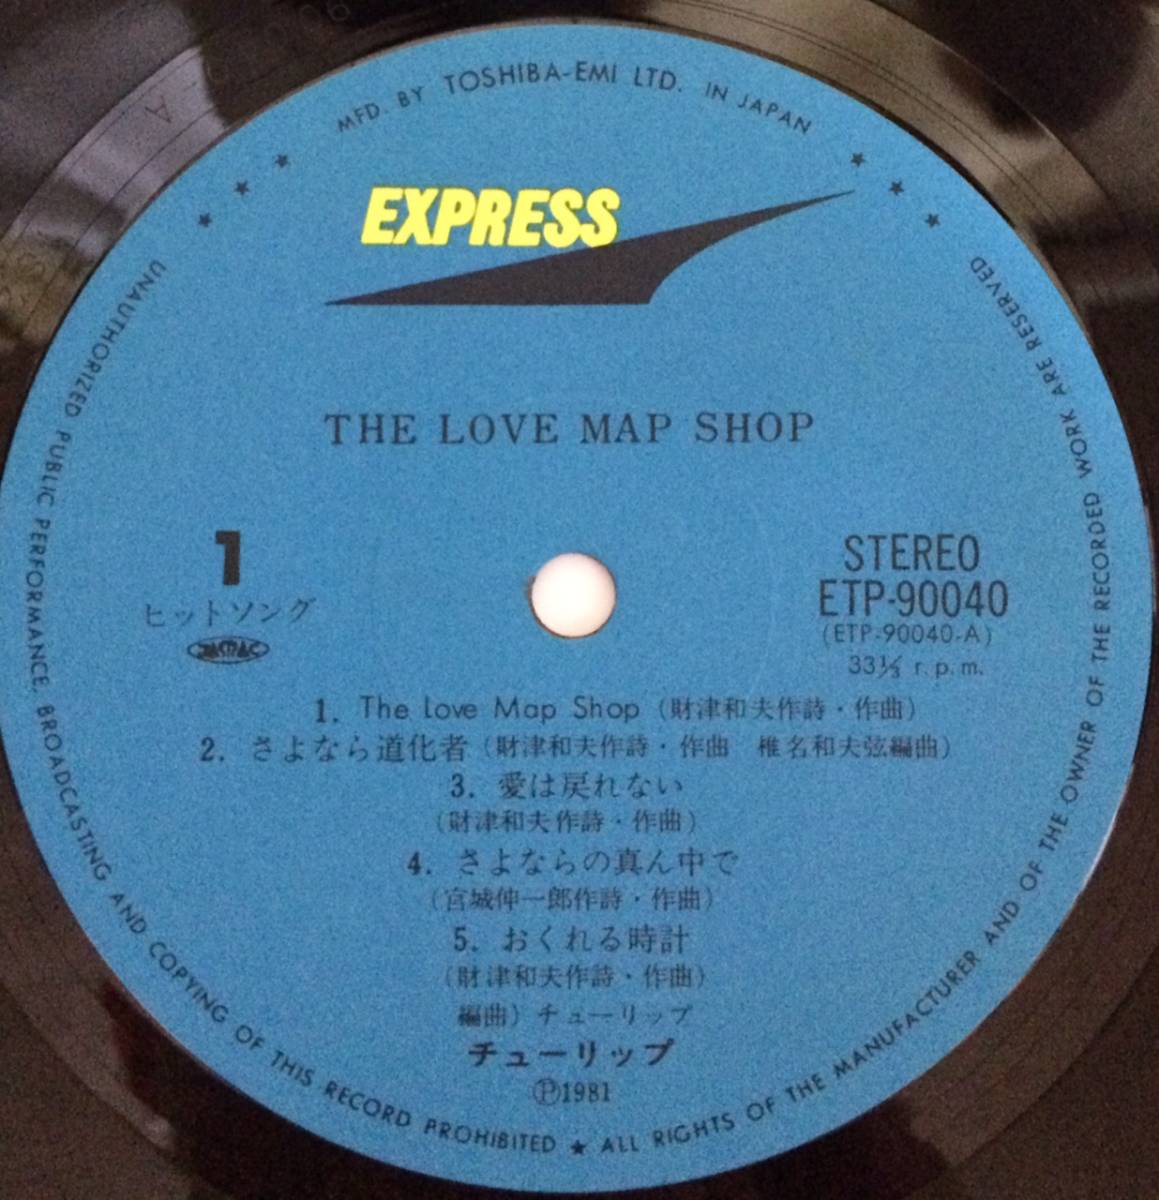 MFD. BY TOSHIBA-EMI LTD. IN JAPAN
EXPRESS
THE LOVE MAP SHOP
1
ヒットソング
JASRAC
STEREO
ETP-90040
(ETP-90040-A)
33⅓ r.p.m.
1. The Love Map Shop (財津和夫作詩・作曲)
2. さよなら道化者 (財津和夫作詩・作曲 椎名和夫弦編曲)
3. 愛は戻れない
(財津和夫作詩・作曲)
4. さよならの真ん中で
(宮城伸一郎作詩・作曲)
5. おくれる時計
(財津和夫作詩・作曲)
編曲) チューリップ
チューリップ
Ⓟ1981
UNAUTHORIZED PUBLIC PERFORMANCE, BROADCASTING AND COPYING OF THIS RECORD PROHIBITED ★ ALL RIGHTS OF THE MANUFACTURER AND OF THE OWNER OF THE RECORDED WORK ARE RESERVED